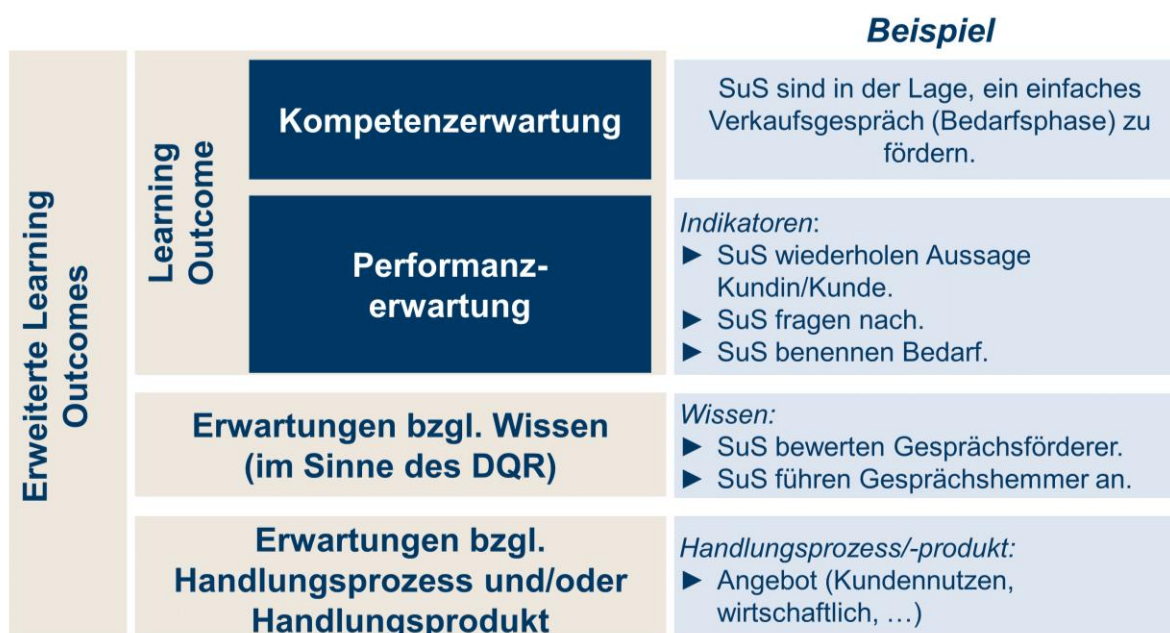 Beispiel
Erweiterte Learning
Outcomes
Learning
Outcome
Kompetenzerwartung
SuS sind in der Lage, ein einfaches
Verkaufsgespräch (Bedarfsphase) zu
fördern.
Performanz-
erwartung
Indikatoren:
► SuS wiederholen Aussage
Kundin/Kunde.
► SuS fragen nach.
► SuS benennen Bedarf.
Erwartungen bzgl. Wissen
(im Sinne des DQR)
Wissen:
► SuS bewerten Gesprächsförderer.
► SuS führen Gesprächshemmer an.
Erwartungen bzgl.
Handlungsprozess und/oder
Handlungsprodukt
Handlungsprozess/-produkt:
► Angebot (Kundennutzen,
wirtschaftlich, …)